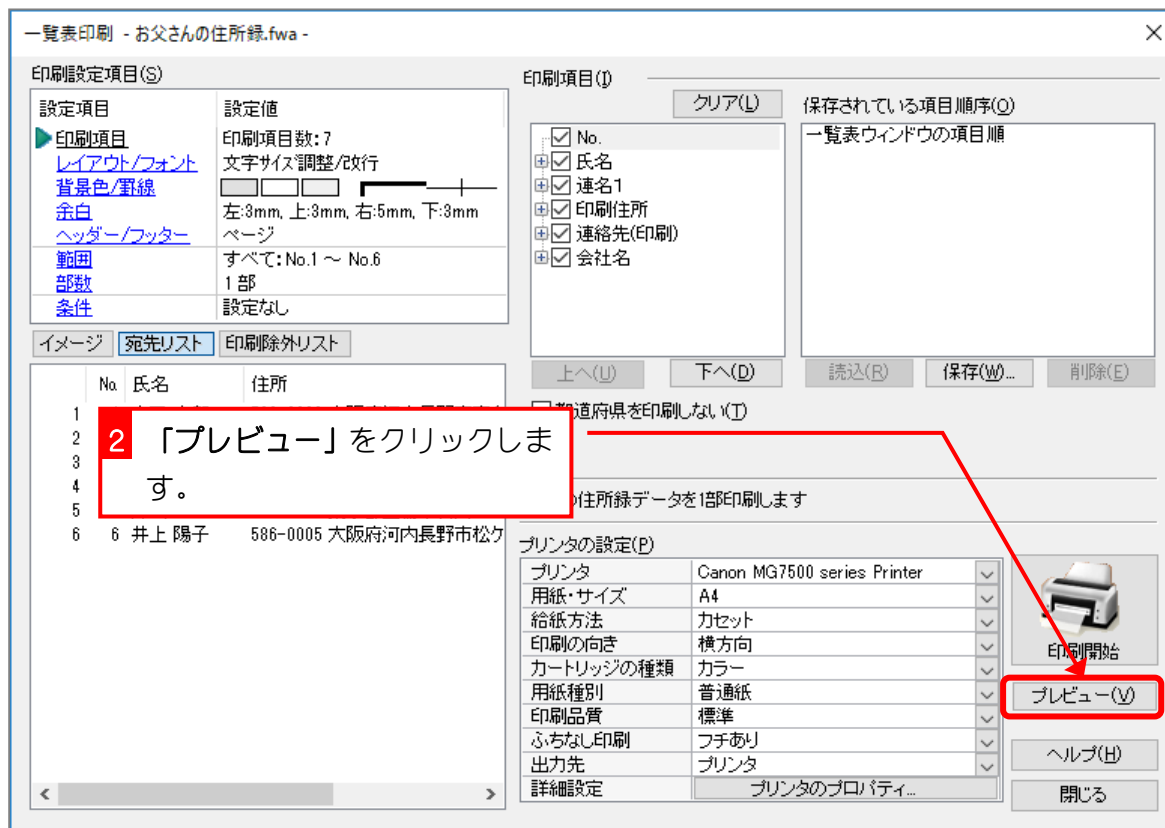 一覧表印刷 - お父さんの住所録.fwa -
印刷設定項目(S)
設定項目 設定値
印刷項目 印刷項目数:7
レイアウト/フォント 文字サイズ調整/改行
背景色/罫線
余白 左:3mm, 上:3mm, 右:5mm, 下:3mm
ヘッダー/フッター ページ
範囲 すべて:No.1 ～ No.6
部数 1 部
条件 設定なし
イメージ 宛先リスト 印刷除外リスト
No. 氏名 住所
1
2
3
4
5
6 6 井上 陽子 586-0005 大阪府河内長野市松ケ
2 「プレビュー」をクリックしま
す。
印刷項目(I)
クリア(L)
No.
氏名
連名1
印刷住所
連絡先(印刷)
会社名
上へ(U) 下へ(D)
保存されている項目順序(O)
一覧表ウィンドウの項目順
読込(R) 保存(W)... 削除(E)
都道府県を印刷しない(T)
住所録データを1部印刷します
プリンタの設定(P)
プリンタ Canon MG7500 series Printer
用紙・サイズ A4
給紙方法 カセット
印刷の向き 横方向
カートリッジの種類 カラー
用紙種別 普通紙
印刷品質 標準
ふちなし印刷 フチあり
出力先 プリンタ
詳細設定 プリンタのプロパティ...
印刷開始
プレビュー(V)
ヘルプ(H)
閉じる